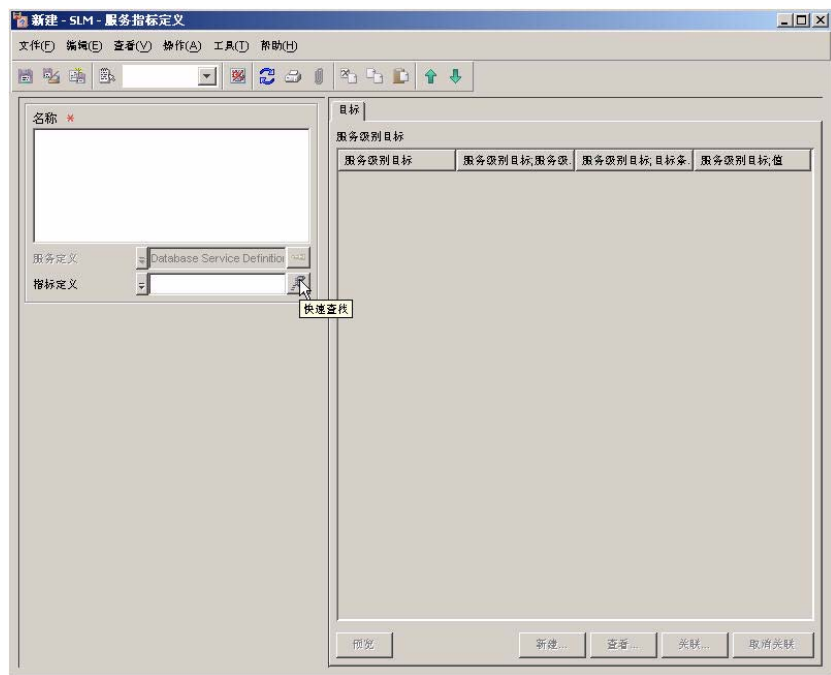 新建 - SLM - 服务指标定义
文件(F) 编辑(E) 查看(V) 操作(A) 工具(T) 帮助(H)
名称 *
服务定义 Database Service Definition
指标定义
快速查找
目标
服务级别目标
服务级别目标 服务级别目标;服务级. 服务级别目标;目标条. 服务级别目标;值
预览 新建... 查看... 关联... 取消关联